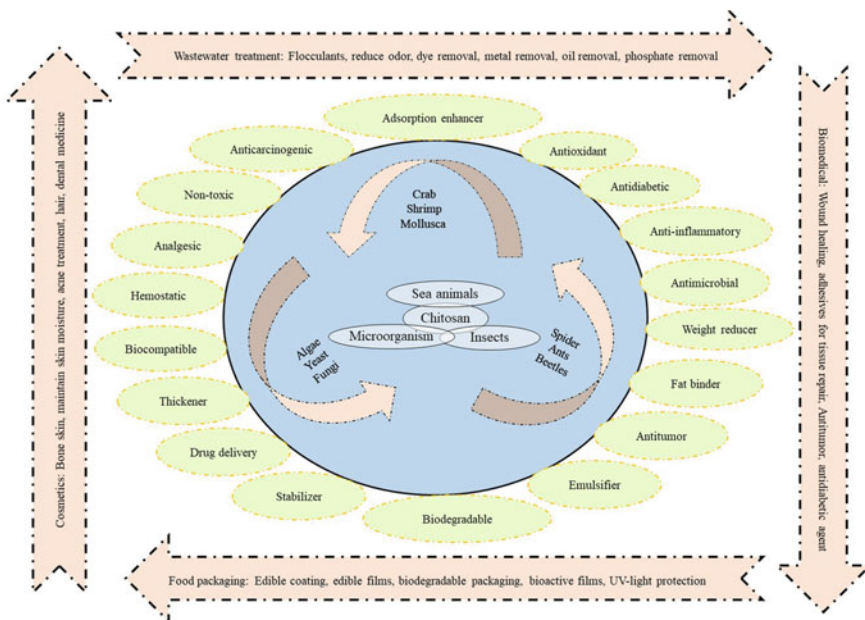 Wastewater treatment: Flocculants, reduce odor, dye removal, metal removal, oil removal, phosphate removal
Biomedical: Wound healing, adhesives for tissue repair, Antitumor, antidiabetic agent
Food packaging: Edible coating, edible films, biodegradable packaging, bioactive films, UV-light protection
Cosmetics: Bone skin, maintain skin moisture, acne treatment, hair, dental medicine
Adsorption enhancer
Antioxidant
Antidiabetic
Anti-inflammatory
Antimicrobial
Weight reducer
Fat binder
Antitumor
Emulsifier
Biodegradable
Stabilizer
Drug delivery
Thickener
Biocompatible
Hemostatic
Analgesic
Non-toxic
Anticarcinogenic
Crab
Shrimp
Mollusca
Sea animals
Chitosan
Microorganism
Insects
Algae
Yeast
Fungi
Spider
Ants
Beetles